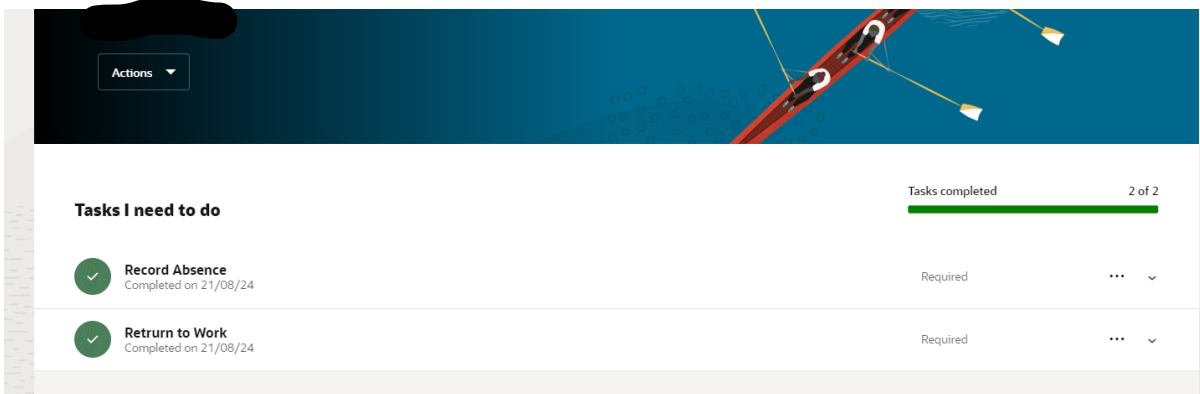 Actions
Tasks I need to do
Tasks completed 2 of 2
Record Absence
Completed on 21/08/24
Required
Retrurn to Work
Completed on 21/08/24
Required